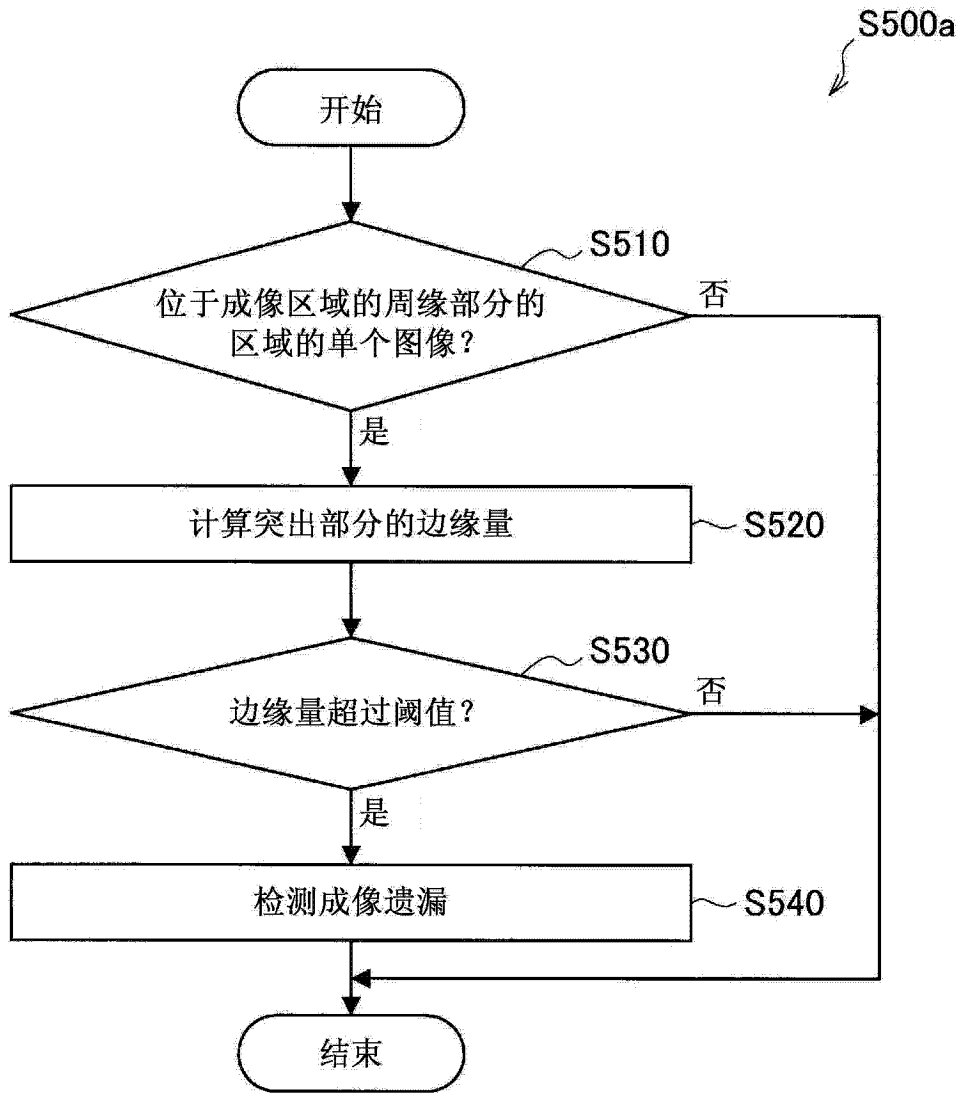 S500a
开始
S510
位于成像区域的周缘部分的
区域的单个图像?
否
是
计算突出部分的边缘量
S520
S530
边缘量超过阈值?
否
是
检测成像遗漏
S540
结束